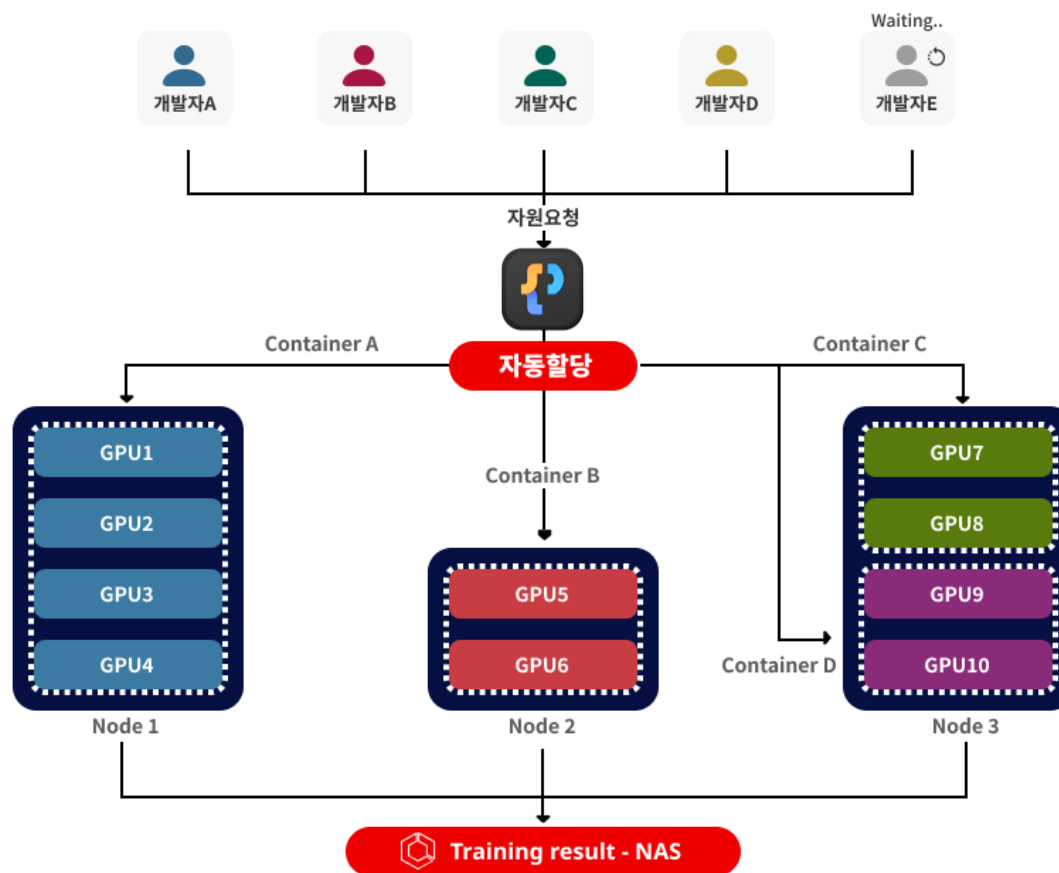 Waiting..
개발자A
개발자B
개발자C
개발자D
개발자E
자원요청
Container A
자동할당
Container C
GPU1
GPU2
GPU3
GPU4
Container B
GPU5
GPU6
GPU7
GPU8
GPU9
GPU10
Container D
Node 1
Node 2
Node 3
Training result - NAS